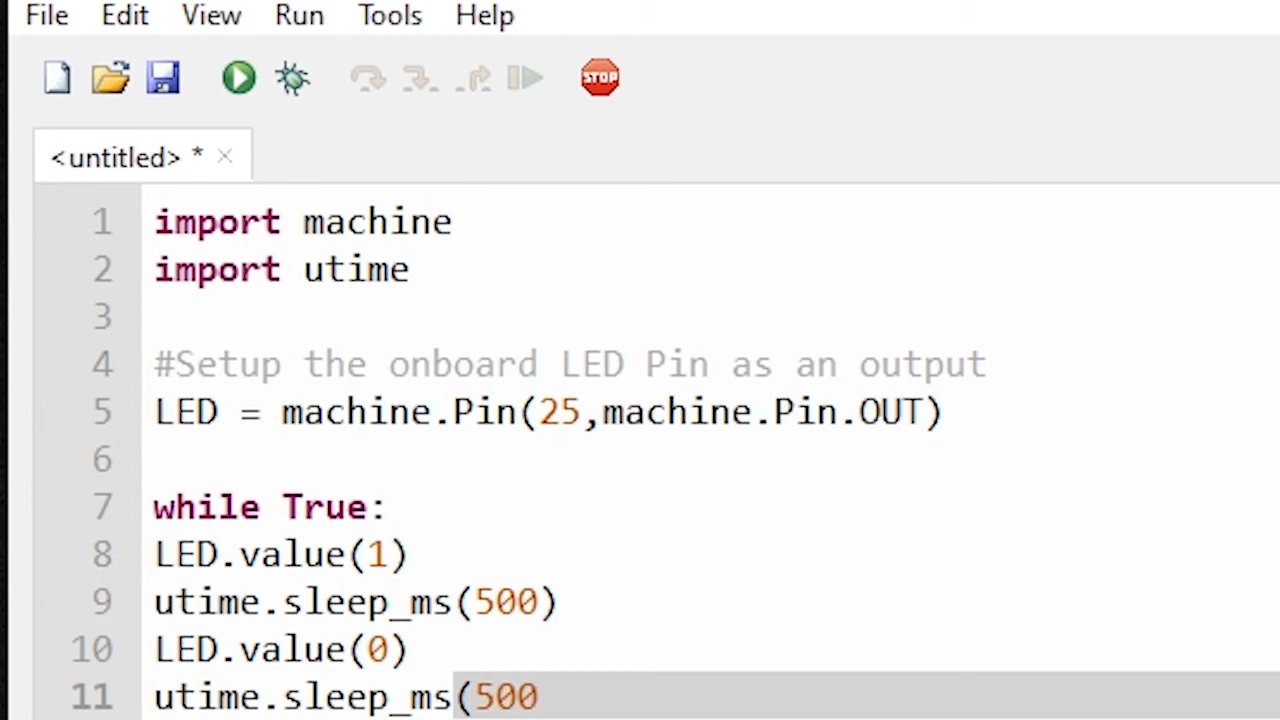 File Edit View Run Tools Help
STOP
<untitled> * ×
1 import machine
2 import utime
3
4 #Setup the onboard LED Pin as an output
5 LED = machine.Pin(25,machine.Pin.OUT)
6
7 while True:
8 LED.value(1)
9 utime.sleep_ms(500)
10 LED.value(0)
11 utime.sleep_ms(500